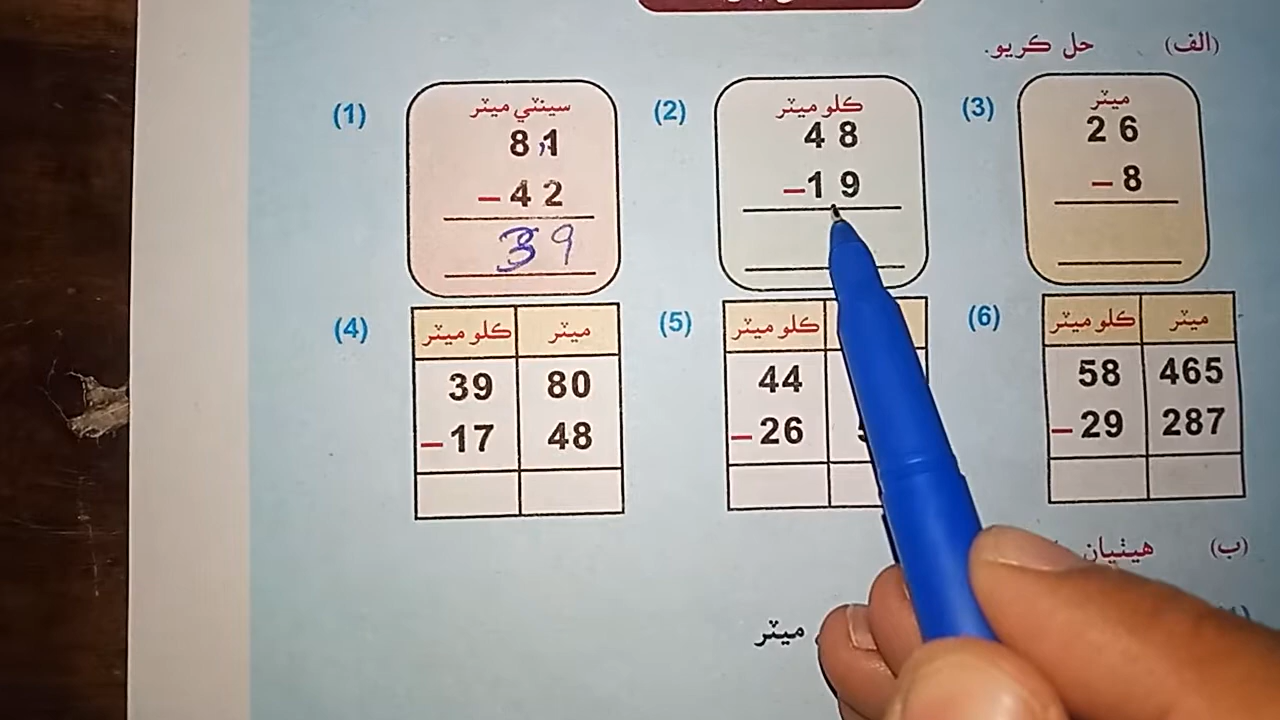 (الف) حل ڪريو.
(1) سينٽي ميٽر
81
– 42
39
(2) ڪلو ميٽر
48
– 19
(3) ميٽر
26
– 8
(4) ڪلو ميٽر ميٽر
39 80
– 17 48
(5) ڪلو ميٽر
44
– 26
(6) ڪلو ميٽر ميٽر
58 465
– 29 287
(ب) هيٺيان
ميٽر